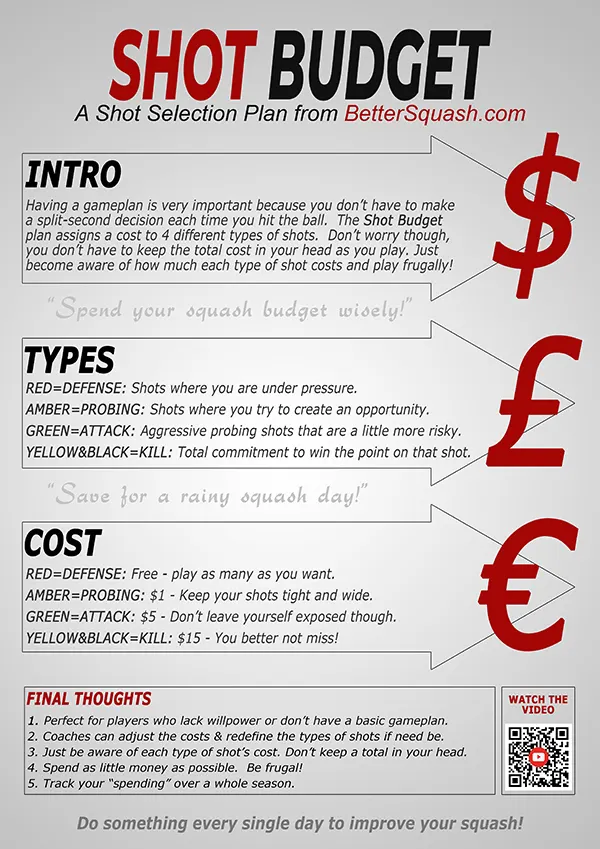 SHOT BUDGET
A Shot Selection Plan from BetterSquash.com
INTRO
Having a gameplan is very important because you don't have to make
a split-second decision each time you hit the ball.  The Shot Budget
plan assigns a cost to 4 different types of shots.  Don't worry though,
you don't have to keep the total cost in your head as you play. Just
become aware of how much each type of shot costs and play frugally!
$
"Spend your squash budget wisely!"
TYPES
RED=DEFENSE: Shots where you are under pressure.
AMBER=PROBING: Shots where you try to create an opportunity.
GREEN=ATTACK: Aggressive probing shots that are a little more risky.
YELLOW&BLACK=KILL: Total commitment to win the point on that shot.
£
"Save for a rainy squash day!"
COST
RED=DEFENSE: Free - play as many as you want.
AMBER=PROBING: $1 - Keep your shots tight and wide.
GREEN=ATTACK: $5 - Don't leave yourself exposed though.
YELLOW&BLACK=KILL: $15 - You better not miss!
€
FINAL THOUGHTS
1. Perfect for players who lack willpower or don't have a basic gameplan.
2. Coaches can adjust the costs & redefine the types of shots if need be.
3. Just be aware of each type of shot's cost. Don't keep a total in your head.
4. Spend as little money as possible.  Be frugal!
5. Track your "spending" over a whole season.
WATCH THE
VIDEO
Do something every single day to improve your squash!